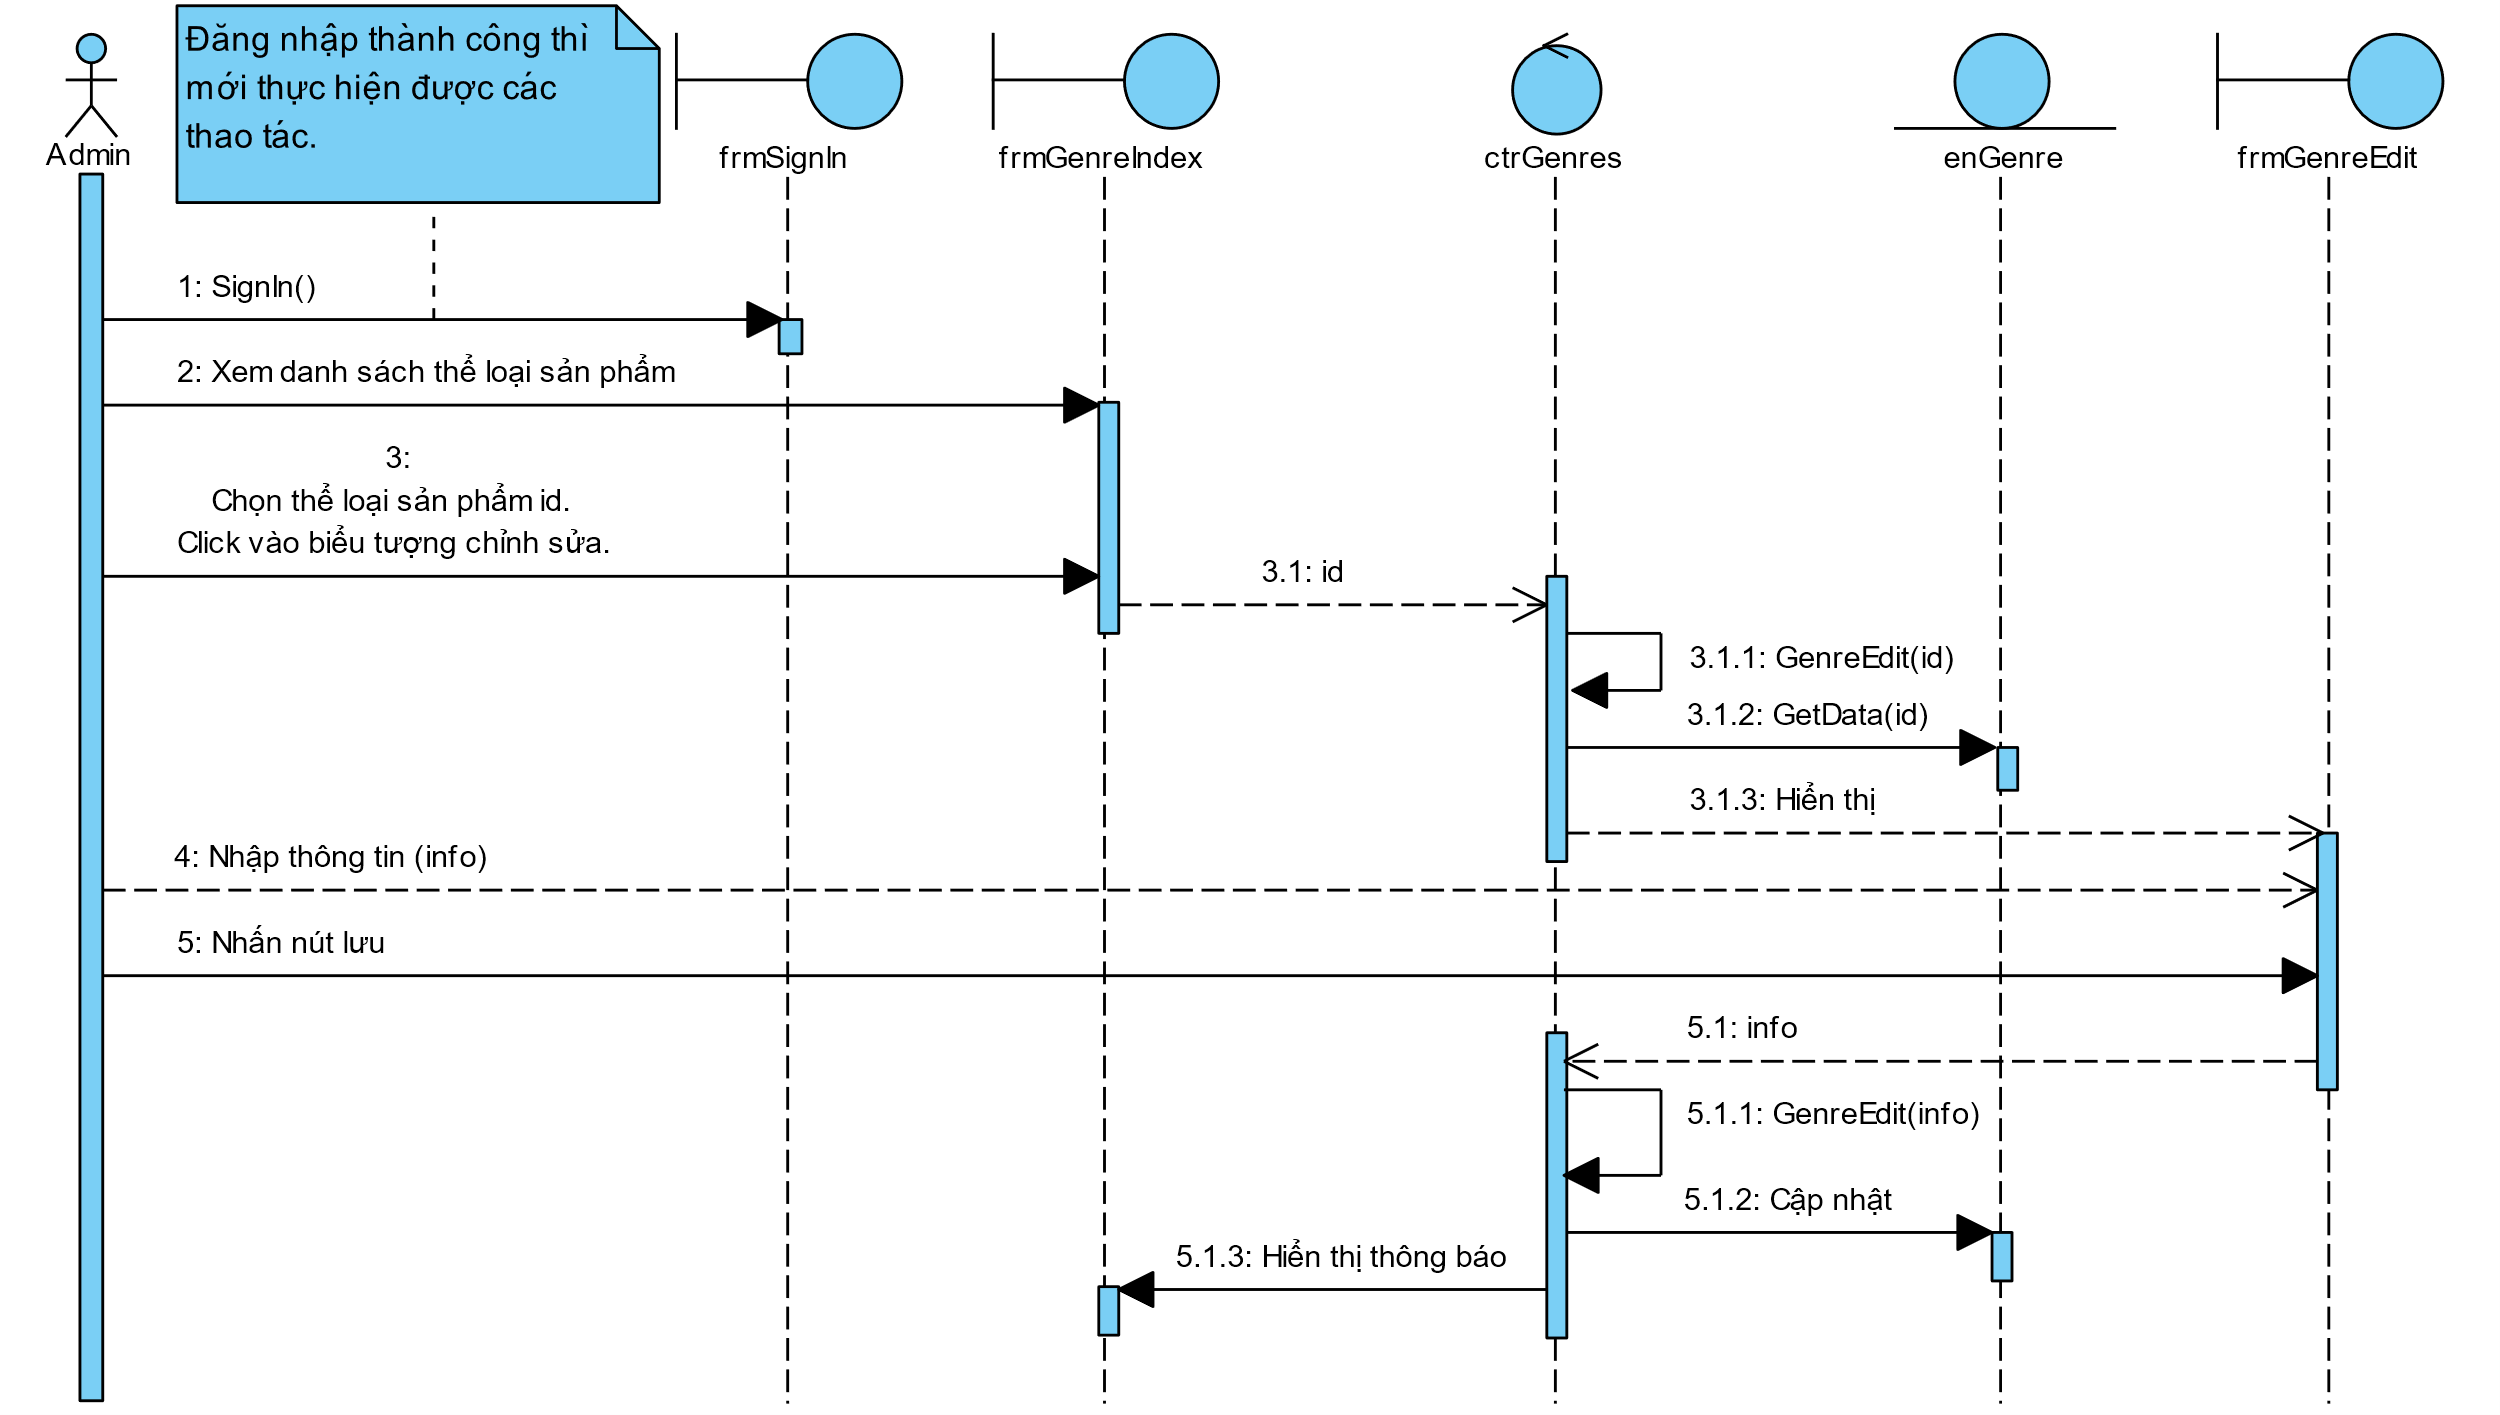 Đăng nhập thành công thì
mới thực hiện được các
thao tác.
Admin
frmSignIn
frmGenreIndex
ctrGenres
enGenre
frmGenreEdit
1: SignIn()
2: Xem danh sách thể loại sản phẩm
3:
Chọn thể loại sản phẩm id.
Click vào biểu tượng chỉnh sửa.
3.1: id
3.1.1: GenreEdit(id)
3.1.2: GetData(id)
3.1.3: Hiển thị
4: Nhập thông tin (info)
5: Nhấn nút lưu
5.1: info
5.1.1: GenreEdit(info)
5.1.2: Cập nhật
5.1.3: Hiển thị thông báo